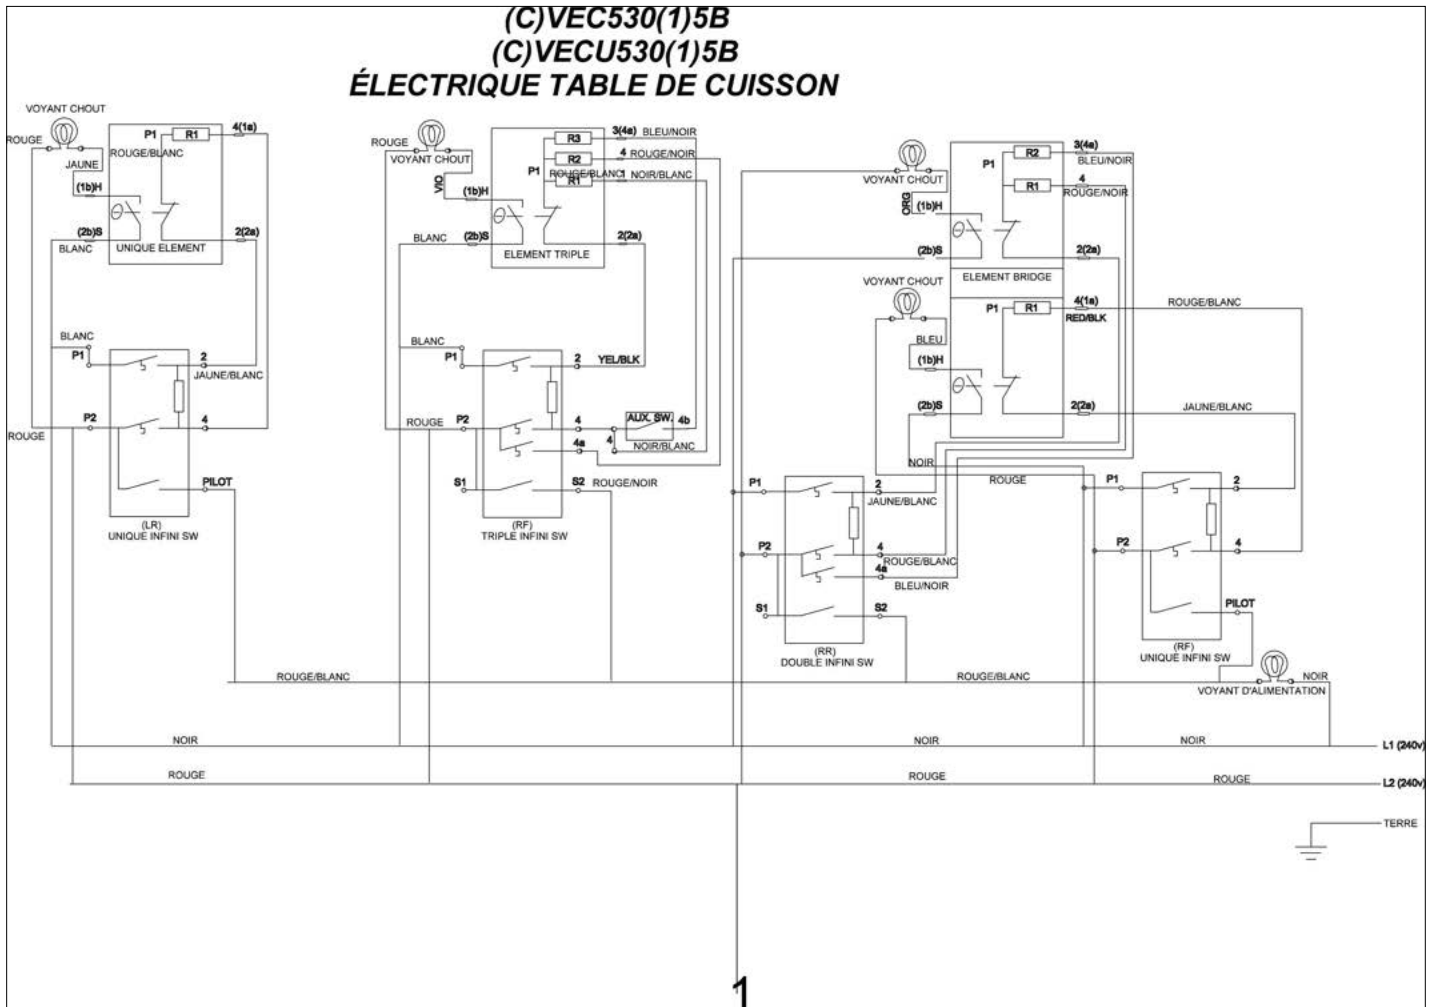 (C)VEC530(1)5B
(C)VECU530(1)5B
ÉLECTRIQUE TABLE DE CUISSON
VOYANT CHOUT
ROUGE
JAUNE
(1b)H
(2b)S
BLANC
P1
R1
4(1a)
ROUGE/BLANC
2(2a)
UNIQUE ELEMENT
BLANC
P1
2
JAUNE/BLANC
P2
4
ROUGE
PILOT
(LR)
UNIQUE INFINI SW
ROUGE
VOYANT CHOUT
VIO
(1b)H
(2b)S
BLANC
P1
R3
3(4a)
BLEU/NOIR
R2
4
ROUGE/NOIR
ROUGE/BLANC
R1
1
NOIR/BLANC
2(2a)
ELEMENT TRIPLE
BLANC
P1
2
YEL/BLK
ROUGE
P2
4
AUX. SW.
4b
4
NOIR/BLANC
4a
S1
S2
ROUGE/NOIR
(RF)
TRIPLE INFINI SW
VOYANT CHOUT
ORG
(1b)H
(2b)S
P1
R2
3(4a)
BLEU/NOIR
R1
4
ROUGE/NOIR
2(2a)
ELEMENT BRIDGE
VOYANT CHOUT
BLEU
(1b)H
(2b)S
P1
R1
4(1a)
ROUGE/BLANC
RED/BLK
2(2a)
JAUNE/BLANC
NOIR
ROUGE
P1
2
JAUNE/BLANC
P2
4
ROUGE/BLANC
4a
BLEU/NOIR
S1
S2
(RR)
DOUBLE INFINI SW
P1
2
P2
4
PILOT
(RF)
UNIQUE INFINI SW
ROUGE/BLANC
ROUGE/BLANC
NOIR
VOYANT D'ALIMENTATION
NOIR
NOIR
NOIR
L1 (240v)
ROUGE
ROUGE
ROUGE
L2 (240v)
TERRE
1